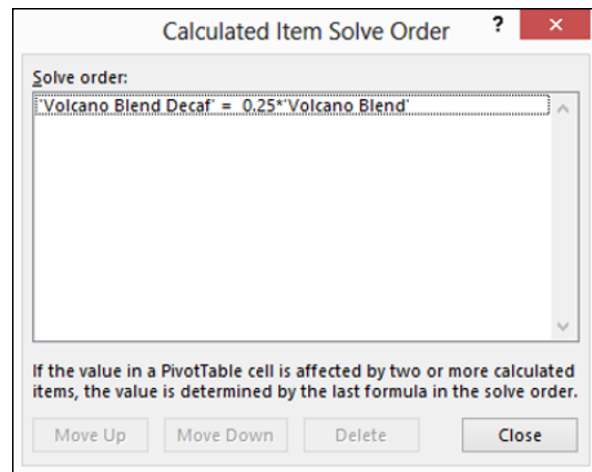 Calculated Item Solve Order ? ×
Solve order:
'Volcano Blend Decaf' = 0.25*'Volcano Blend'
If the value in a PivotTable cell is affected by two or more calculated
items, the value is determined by the last formula in the solve order.
Move Up Move Down Delete Close